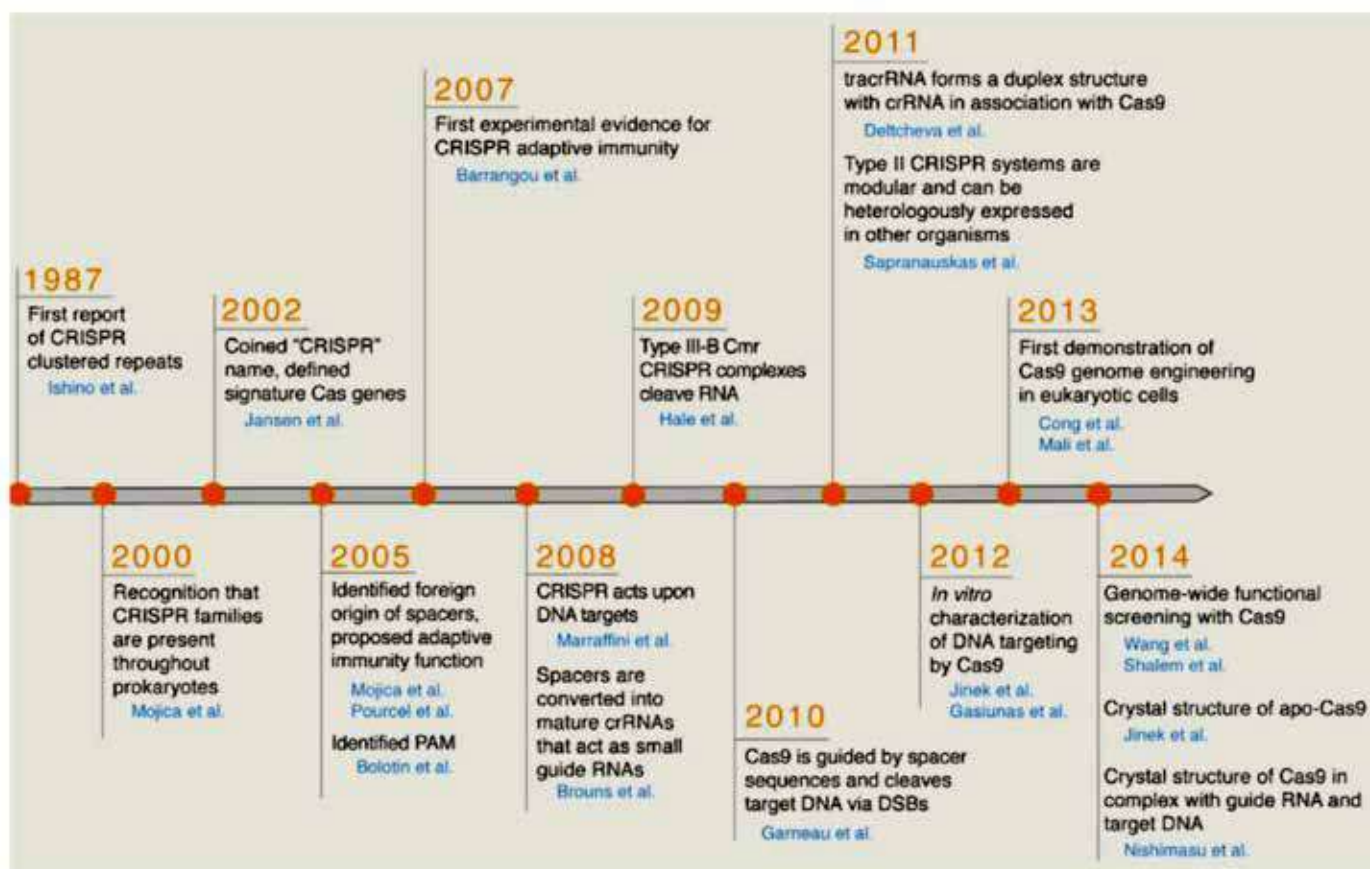 1987
First report
of CRISPR
clustered repeats
Ishino et al.
2000
Recognition that
CRISPR families
are present
throughout
prokaryotes
Mojica et al.
2002
Coined "CRISPR"
name, defined
signature Cas genes
Jansen et al.
2005
Identified foreign
origin of spacers,
proposed adaptive
immunity function
Mojica et al.
Pourcel et al.
Identified PAM
Bolotin et al.
2007
First experimental evidence for
CRISPR adaptive immunity
Barrangou et al.
2008
CRISPR acts upon
DNA targets
Marraffini et al.
Spacers are
converted into
mature crRNAs
that act as small
guide RNAs
Brouns et al.
2009
Type III-B Cmr
CRISPR complexes
cleave RNA
Hale et al.
2010
Cas9 is guided by spacer
sequences and cleaves
target DNA via DSBs
Garneau et al.
2011
tracrRNA forms a duplex structure
with crRNA in association with Cas9
Deltcheva et al.
Type II CRISPR systems are
modular and can be
heterologously expressed
in other organisms
Sapranauskas et al.
2012
In vitro
characterization
of DNA targeting
by Cas9
Jinek et al.
Gasiunas et al.
2013
First demonstration of
Cas9 genome engineering
in eukaryotic cells
Cong et al.
Mali et al.
2014
Genome-wide functional
screening with Cas9
Wang et al.
Shalem et al.
Crystal structure of apo-Cas9
Jinek et al.
Crystal structure of Cas9 in
complex with guide RNA and
target DNA
Nishimasu et al.